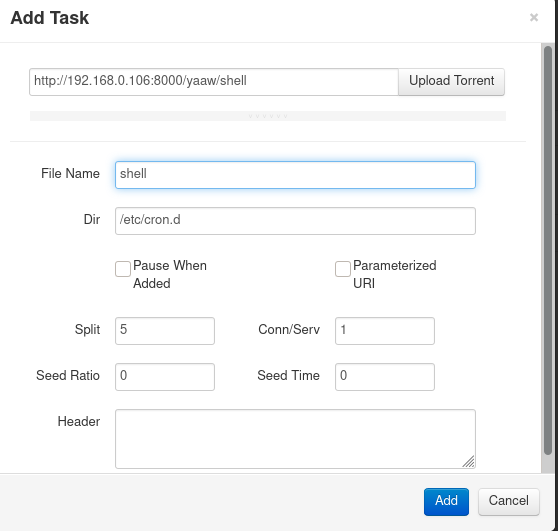 Add Task
×
http://192.168.0.106:8000/yaaw/shell Upload Torrent
File Name shell
Dir /etc/cron.d
Pause When Added Parameterized URI
Split 5 Conn/Serv 1
Seed Ratio 0 Seed Time 0
Header
Add Cancel